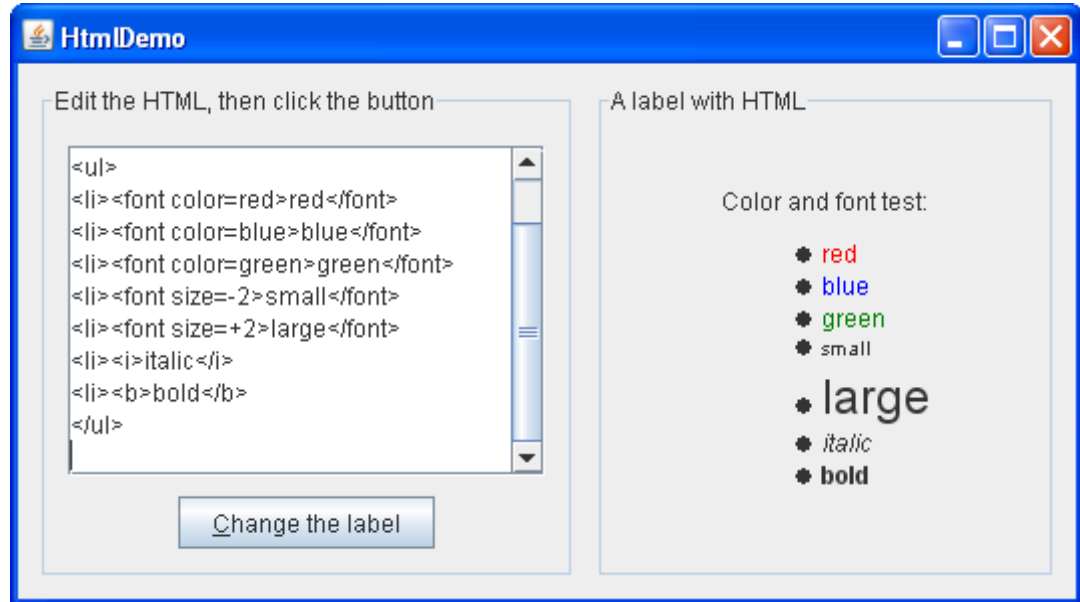 HtmlDemo
Edit the HTML, then click the button
<ul>
<li><font color=red>red</font>
<li><font color=blue>blue</font>
<li><font color=green>green</font>
<li><font size=-2>small</font>
<li><font size=+2>large</font>
<li><i>italic</i>
<li><b>bold</b>
</ul>
Change the label
A label with HTML
Color and font test:
red
blue
green
small
large
italic
bold